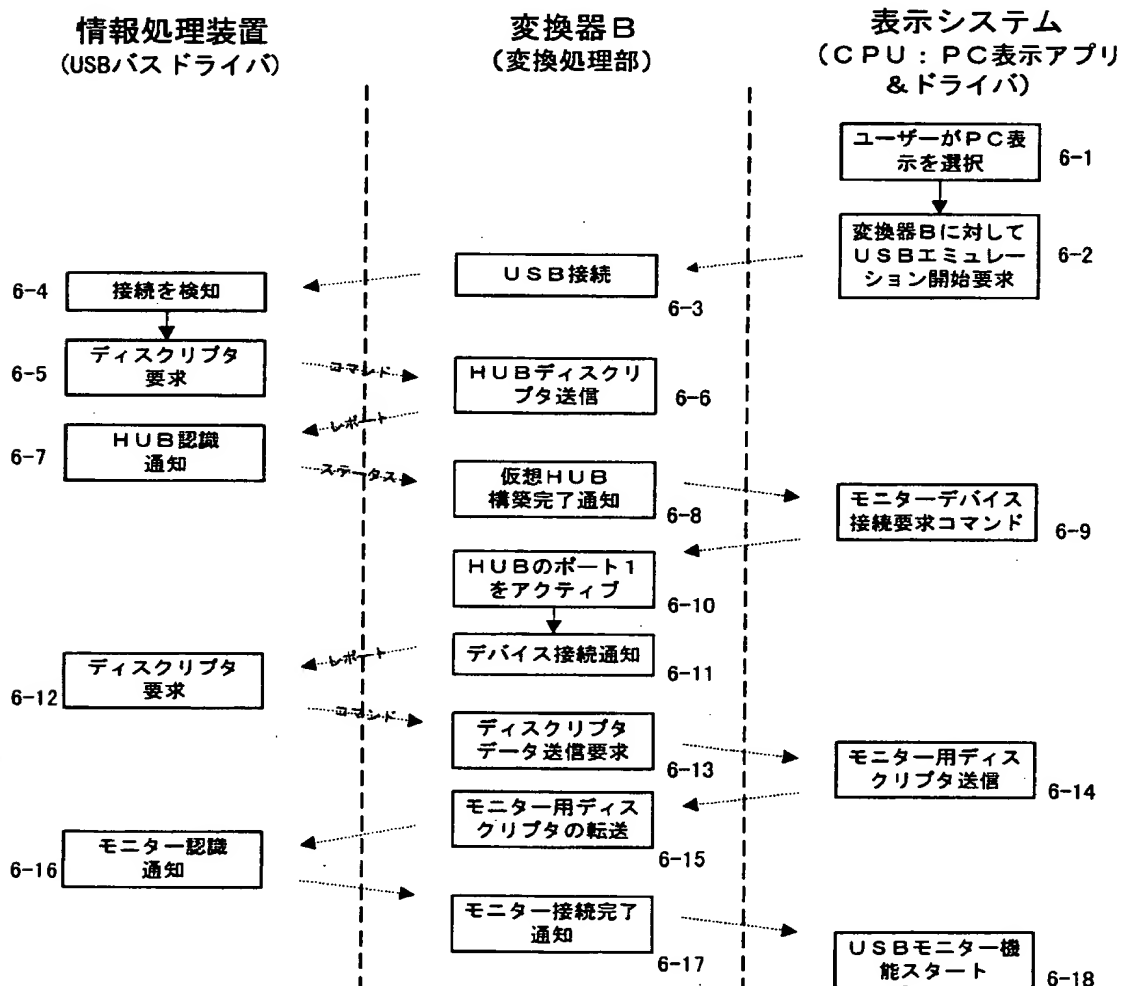 情報処理装置
(USBバスドライバ)
変換器B
(変換処理部)
表示システム
(CPU:PC表示アプリ
&ドライバ)
ユーザーがPC表
示を選択
6-1
変換器Bに対して
USBエミュレー
ション開始要求
6-2
USB接続
6-3
6-4
接続を検知
6-5
ディスクリプタ
要求
コマンド
HUBディスクリ
プタ送信
6-6
レポート
6-7
HUB認識
通知
ステータス
仮想HUB
構築完了通知
6-8
モニターデバイス
接続要求コマンド
6-9
HUBのポート1
をアクティブ
6-10
デバイス接続通知
6-11
レポート
6-12
ディスクリプタ
要求
コマンド
ディスクリプタ
データ送信要求
6-13
モニター用ディス
クリプタ送信
6-14
モニター用ディス
クリプタの転送
6-15
6-16
モニター認識
通知
モニター接続完了
通知
6-17
USBモニター機
能スタート
6-18